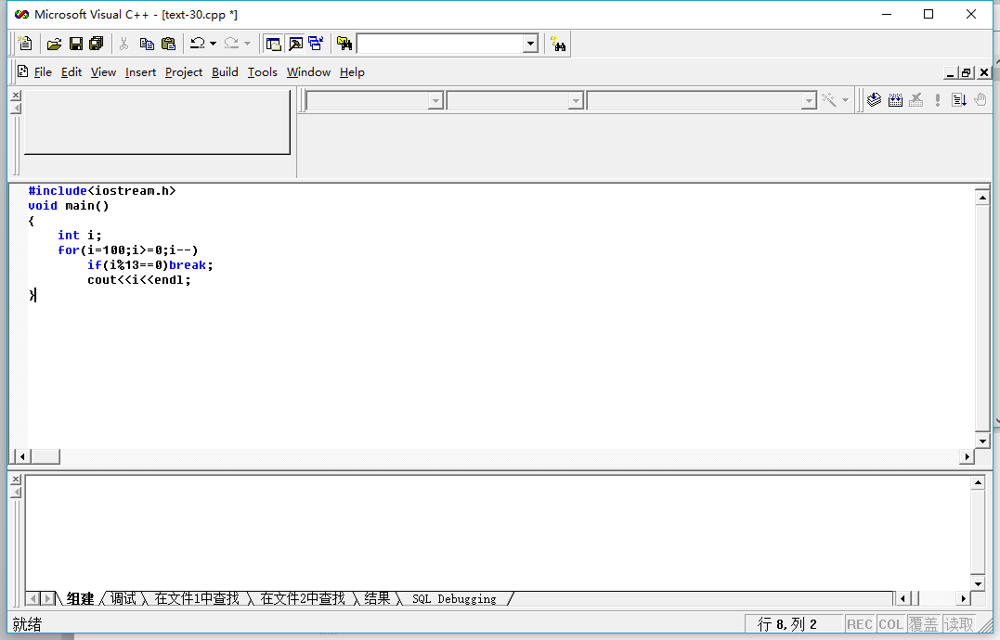 Microsoft Visual C++ - [text-30.cpp *]
File Edit View Insert Project Build Tools Window Help
#include<iostream.h>
void main()
{
    int i;
    for(i=100;i>=0;i--)
        if(i%13==0)break;
        cout<<i<<endl;
}
组建 调试 在文件1中查找 在文件2中查找 结果 SQL Debugging
就绪 行 8, 列 2 REC COL 覆盖 读取